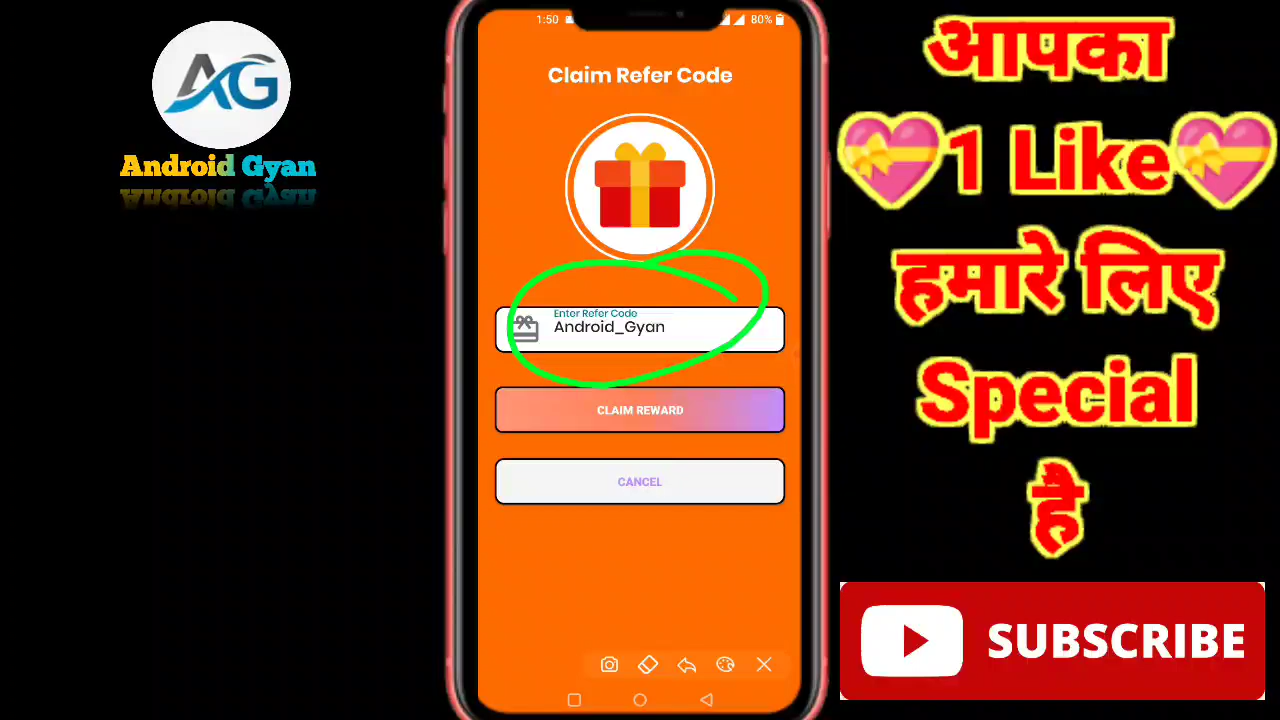 AG
Android Gyan
1:50
80%
Claim Refer Code
Enter Refer Code
Android_Gyan
CLAIM REWARD
CANCEL
आपका
1 Like
हमारे लिए
Special
है
SUBSCRIBE